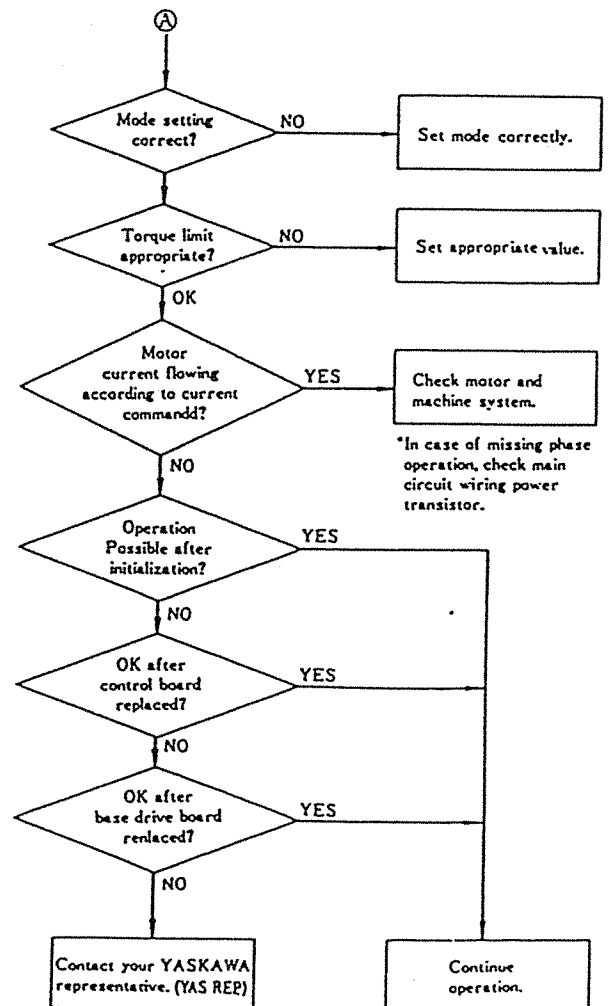 A
Mode setting
correct?
NO
Set mode correctly.
Torque limit
appropriate?
NO
Set appropriate value.
OK
Motor
current flowing
according to current
commandd?
YES
Check motor and
machine system.
*In case of missing phase
operation, check main
circuit wiring power
transistor.
NO
Operation
Possible after
initialization?
YES
NO
OK after
control board
replaced?
YES
NO
OK after
base drive board
renlaced?
YES
NO
Contact your YASKAWA
representative. (YAS REP)
Continue
operation.